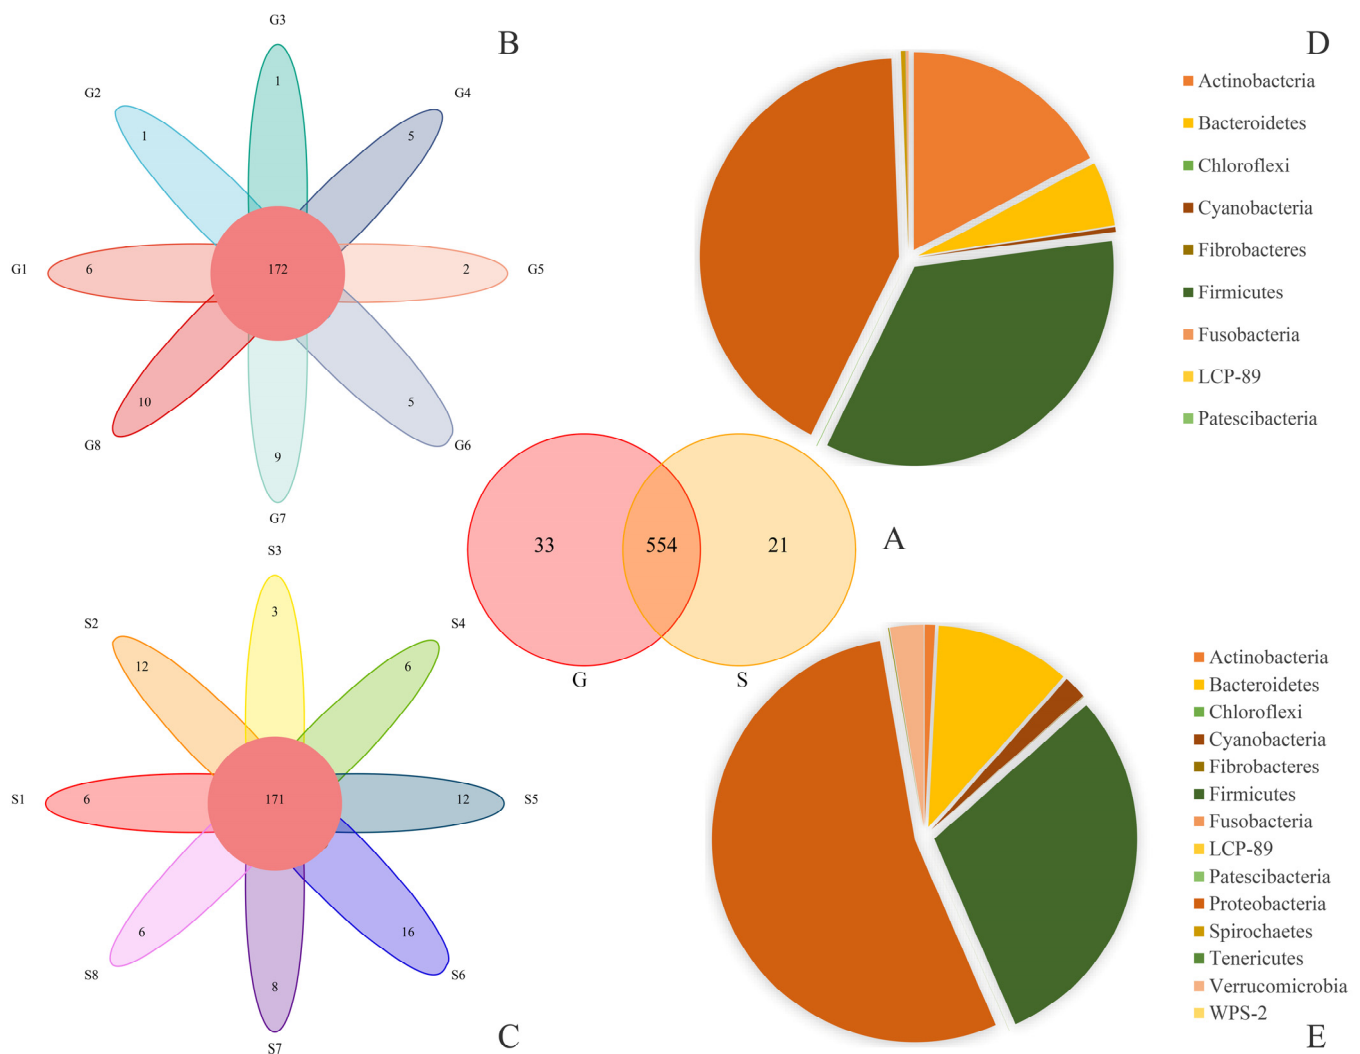 B
G3
1
G2
1
G4
5
G1
6
172
2
G5
10
G8
5
G6
9
G7
D
Actinobacteria
Bacteroidetes
Chloroflexi
Cyanobacteria
Fibrobacteres
Firmicutes
Fusobacteria
LCP-89
Patescibacteria
33
554
21
A
G
S
S3
3
S2
12
S4
6
S1
6
171
12
S5
6
S8
16
S6
8
S7
C
Actinobacteria
Bacteroidetes
Chloroflexi
Cyanobacteria
Fibrobacteres
Firmicutes
Fusobacteria
LCP-89
Patescibacteria
Proteobacteria
Spirochaetes
Tenericutes
Verrucomicrobia
WPS-2
E